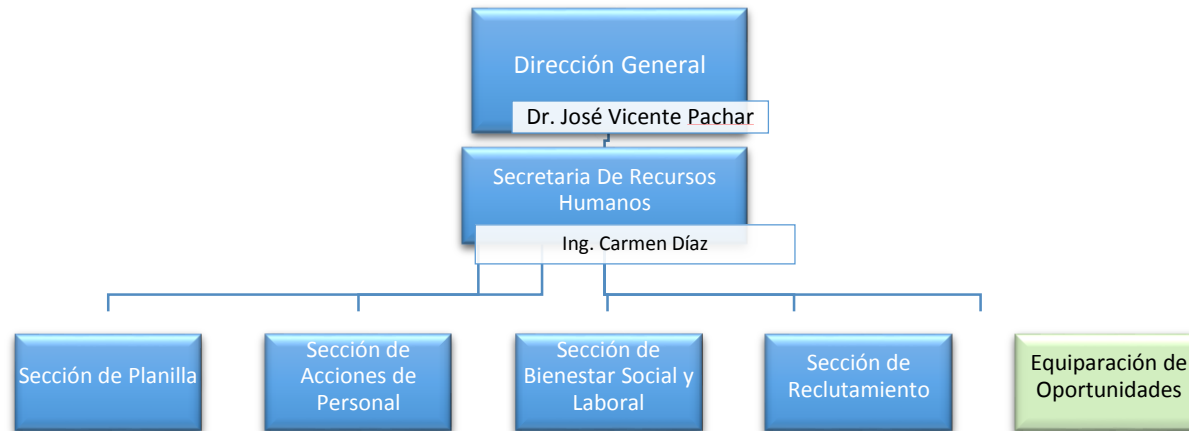 Dirección General
Dr. José Vicente Pachar
Secretaria De Recursos
Humanos
Ing. Carmen Díaz
Sección de Planilla
Sección de
Acciones de
Personal
Sección de
Bienestar Social y
Laboral
Sección de
Reclutamiento
Equiparación de
Oportunidades